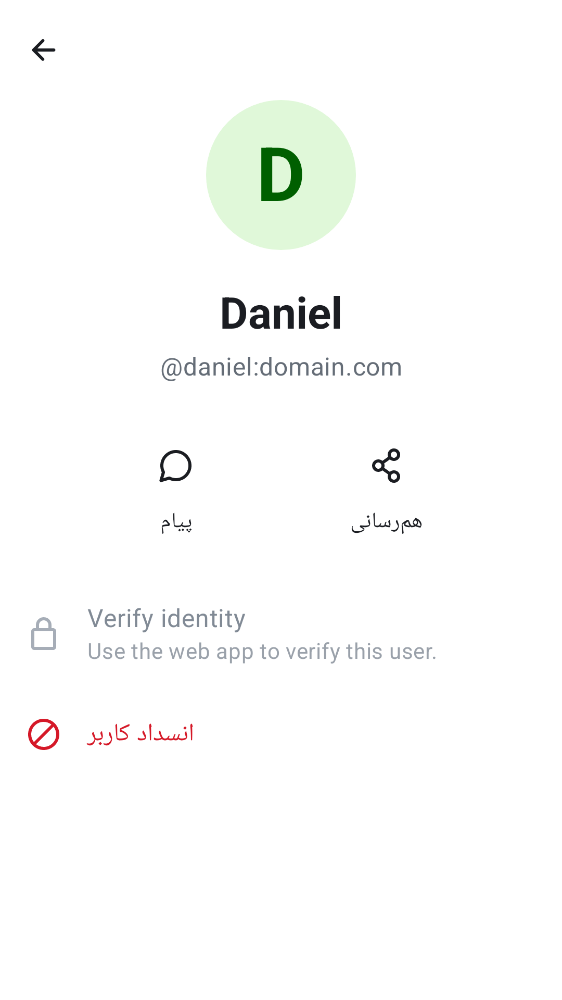 D
Daniel
@daniel:domain.com
پیام
هم‌رسانی
Verify identity
Use the web app to verify this user.
انسداد کاربر